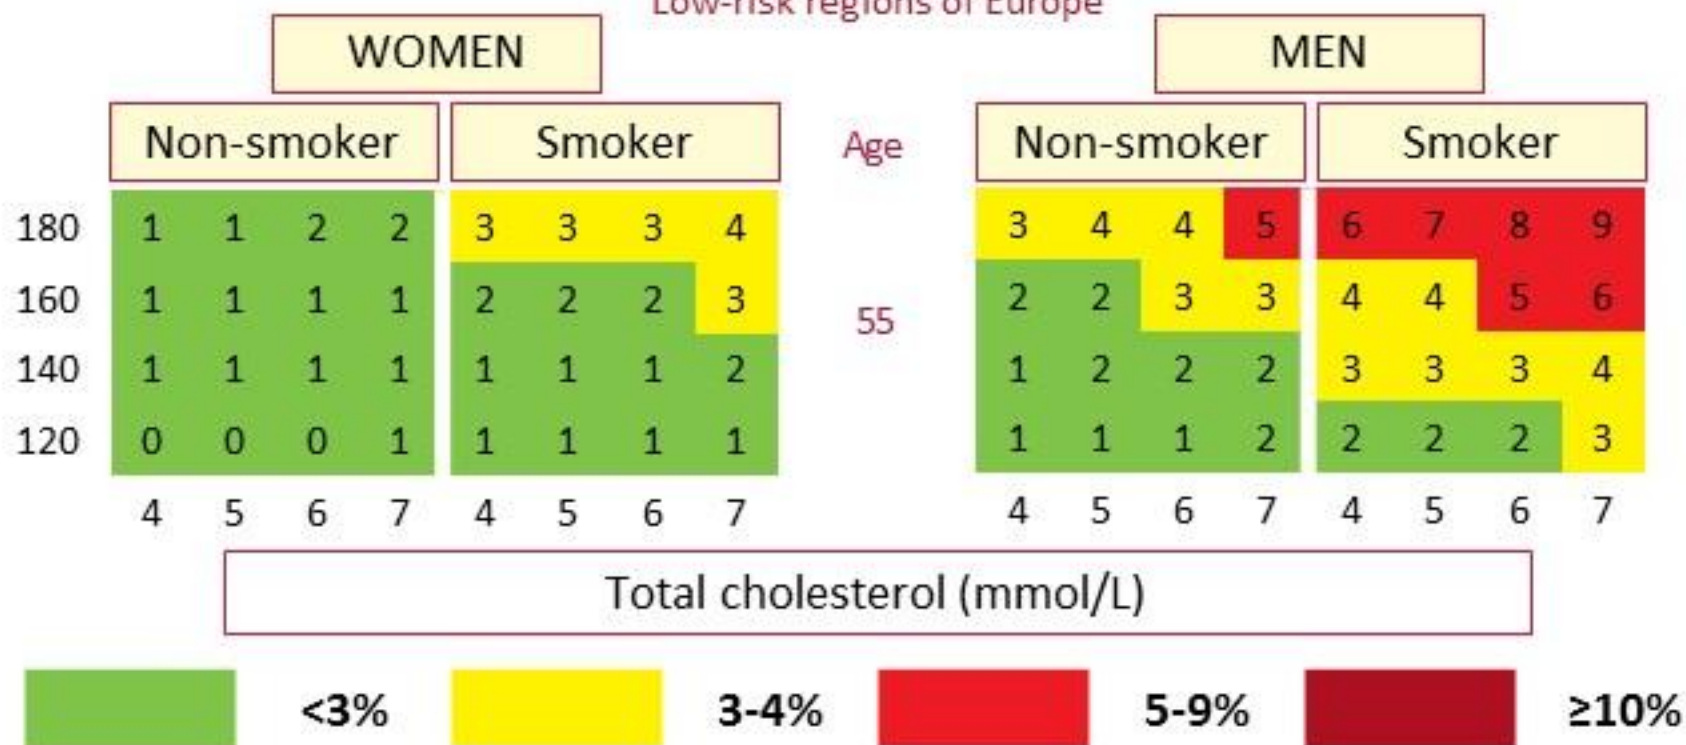 Low-risk regions of Europe
WOMEN MEN
Non-smoker Smoker Age Non-smoker Smoker
180 1 1 2 2 3 3 3 4 3 4 4 5 6 7 8 9
160 1 1 1 1 2 2 2 3 2 2 3 3 4 4 5 6
55
140 1 1 1 1 1 1 1 2 1 2 2 2 3 3 3 4
120 0 0 0 1 1 1 1 1 1 1 1 2 2 2 2 3
4 5 6 7 4 5 6 7 4 5 6 7 4 5 6 7
Total cholesterol (mmol/L)
<3% 3-4% 5-9% ≥10%